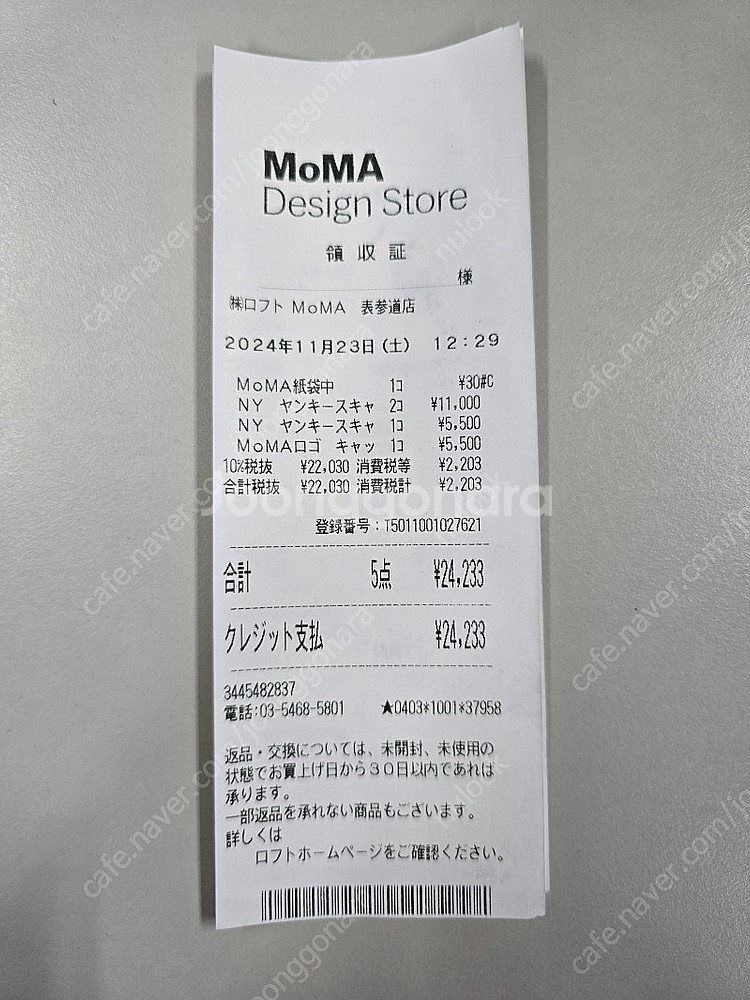 MoMA
Design Store
領 収 証
様
㈱ロフト MoMA 表参道店
2024年11月23日(土) 12:29
MoMA紙袋中 1コ ¥30#C
NY ヤンキースキャ 2コ ¥11,000
NY ヤンキースキャ 1コ ¥5,500
MoMAロゴ キャッ 1コ ¥5,500
10%税抜 ¥22,030 消費税等 ¥2,203
合計税抜 ¥22,030 消費税計 ¥2,203
Joonggonara
登録番号:T5011001027621
合計 5点 ¥24,233
クレジット支払 ¥24,233
3445482837
電話:03-5468-5801 ★0403*1001*37958
返品・交換については、未開封、未使用の
状態でお買上げ日から30日以内であれば
承ります。
一部返品を承れない商品もございます。
詳しくは
ロフトホームページをご確認ください。
cafe.naver.com/joonggonara
nulook